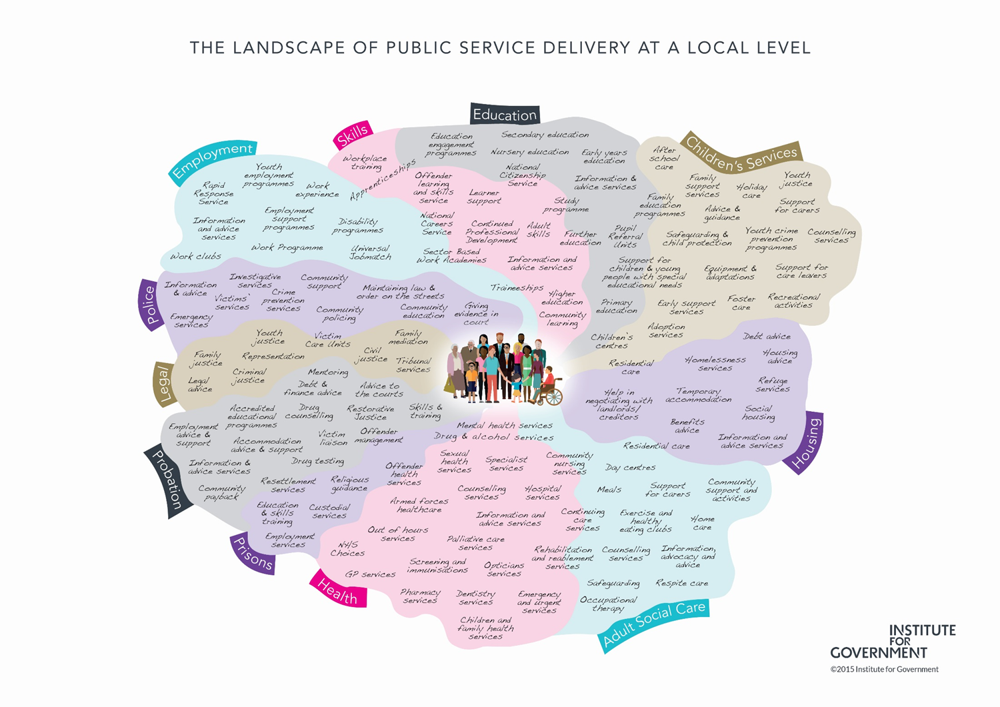 THE LANDSCAPE OF PUBLIC SERVICE DELIVERY AT A LOCAL LEVEL
Education
Education
engagement
programmes
Secondary education
Nursery education
Early years
education
National
Citizenship
Service
Information &
advice services
Study
programme
Family
education
programmes
Further
education
Pupil
Referral
Units
Support for
children & young
people with special
educational needs
Primary
education
Children's
centres
Skills
Workplace
training
Apprenticeships
Offender
learning
and skills
service
Learner
support
National
Careers
Service
Continued
Professional
Development
Adult
skills
Sector Based
Work Academies
Information and
advice services
Traineeships
Higher
education
Community
learning
Employment
Youth
employment
programmes
Rapid
Response
Service
Work
experience
Information
and advice
services
Employment
support
programmes
Disability
programmes
Work Programme
Universal
Jobmatch
Work clubs
Children's Services
After
school
care
Family
support
services
Holiday
care
Youth
justice
Advice &
guidance
Support
for carers
Safeguarding &
child protection
Youth crime
prevention
programmes
Counselling
services
Equipment &
adaptations
Support for
care leavers
Early support
services
Foster
care
Recreational
activities
Adoption
services
Residential
care
Police
Information
& advice
Investigative
services
Community
support
Victims'
services
Crime
prevention
services
Maintaining law &
order on the streets
Emergency
services
Community
policing
Community
education
Giving
evidence in
court
Legal
Youth
justice
Victim
Care Units
Family
mediation
Family
justice
Representation
Civil
justice
Tribunal
services
Legal
advice
Criminal
justice
Mentoring
Probation
Debt &
finance advice
Advice to
the courts
Accredited
educational
programmes
Drug
counselling
Restorative
Justice
Skills &
training
Employment
advice &
support
Accommodation
advice & support
Victim
liaison
Offender
management
Information &
advice services
Drug testing
Community
payback
Resettlement
services
Prisons
Religious
guidance
Offender
health
services
Education
& skills
training
Custodial
services
Employment
services
Health
Mental health services
Drug & alcohol services
Sexual
health
services
Specialist
services
Community
nursing
services
Counselling
services
Hospital
services
Armed forces
healthcare
Information and
advice services
Continuing
care
services
Out of hours
services
Palliative care
services
NHS
Choices
Rehabilitation
and reablement
services
Screening and
immunisations
Opticians
services
GP services
Pharmacy
services
Dentistry
services
Emergency
and urgent
services
Children and
family health
services
Housing
Debt advice
Housing
advice
Homelessness
services
Refuge
services
Help in
negotiating with
landlords/
creditors
Temporary
accommodation
Social
housing
Benefits
advice
Information and
advice services
Residential care
Adult Social Care
Day centres
Meals
Support
for carers
Community
support and
activities
Exercise and
healthy
eating clubs
Home
care
Counselling
services
Information,
advocacy and
advice
Safeguarding
Respite care
Occupational
therapy
INSTITUTE
FOR
GOVERNMENT
©2015 Institute for Government